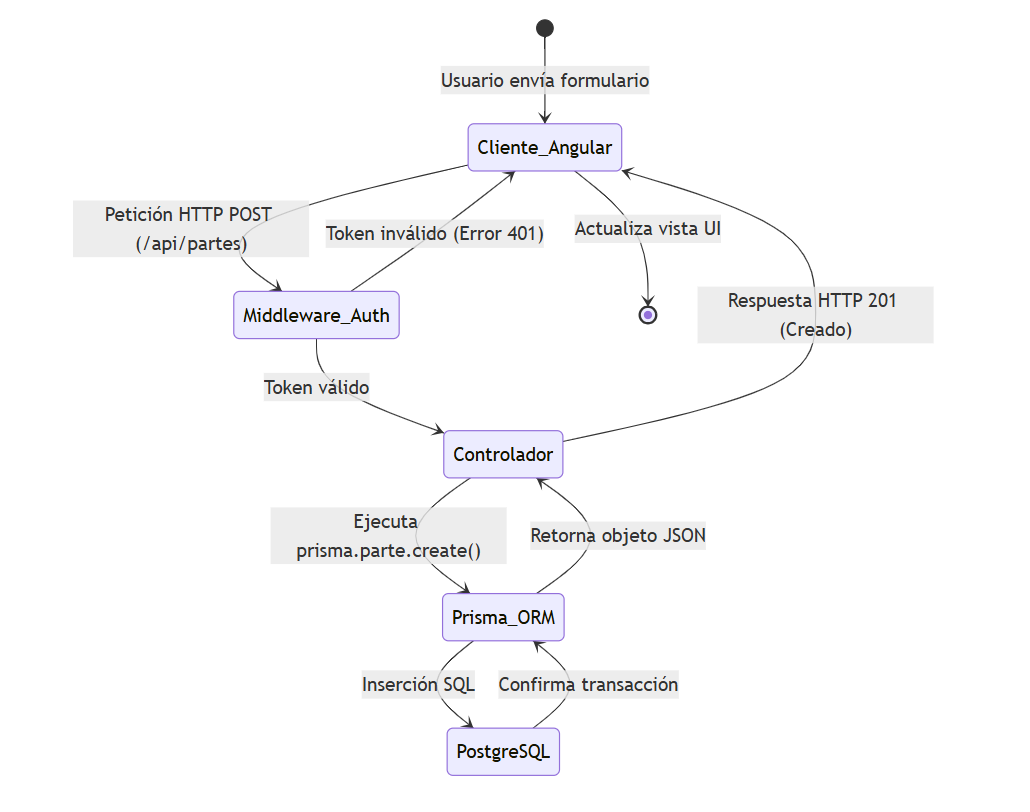 Usuario envía formulario
Cliente_Angular
Petición HTTP POST
(/api/partes)
Token inválido (Error 401)
Actualiza vista UI
Respuesta HTTP 201
(Creado)
Middleware_Auth
Token válido
Controlador
Ejecuta
prisma.parte.create()
Retorna objeto JSON
Prisma_ORM
Inserción SQL
Confirma transacción
PostgreSQL